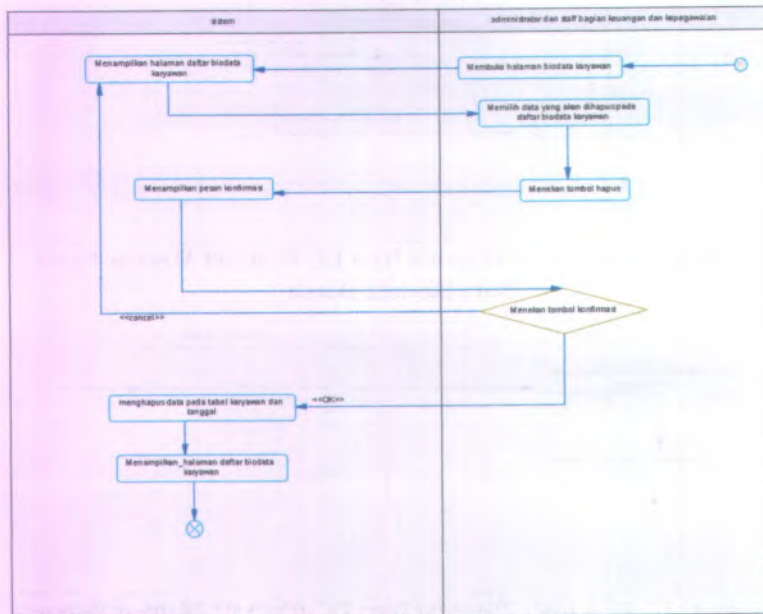 sistem
administrator dan staff bagian keuangan dan kepegawaian
Menampilkan halaman daftar biodata
karyawan
Membuka halaman biodata karyawan
Memilih data yang akan dihapuspada
daftar biodata karyawan
Menampilkan pesan konfirmasi
Menekan tombol hapus
Menekan tombol konfirmasi
<<cancel>>
<<OK>>
menghapus data pada tabel karyawan dan
tanggal
Menampilkan_halaman daftar biodata
karyawan